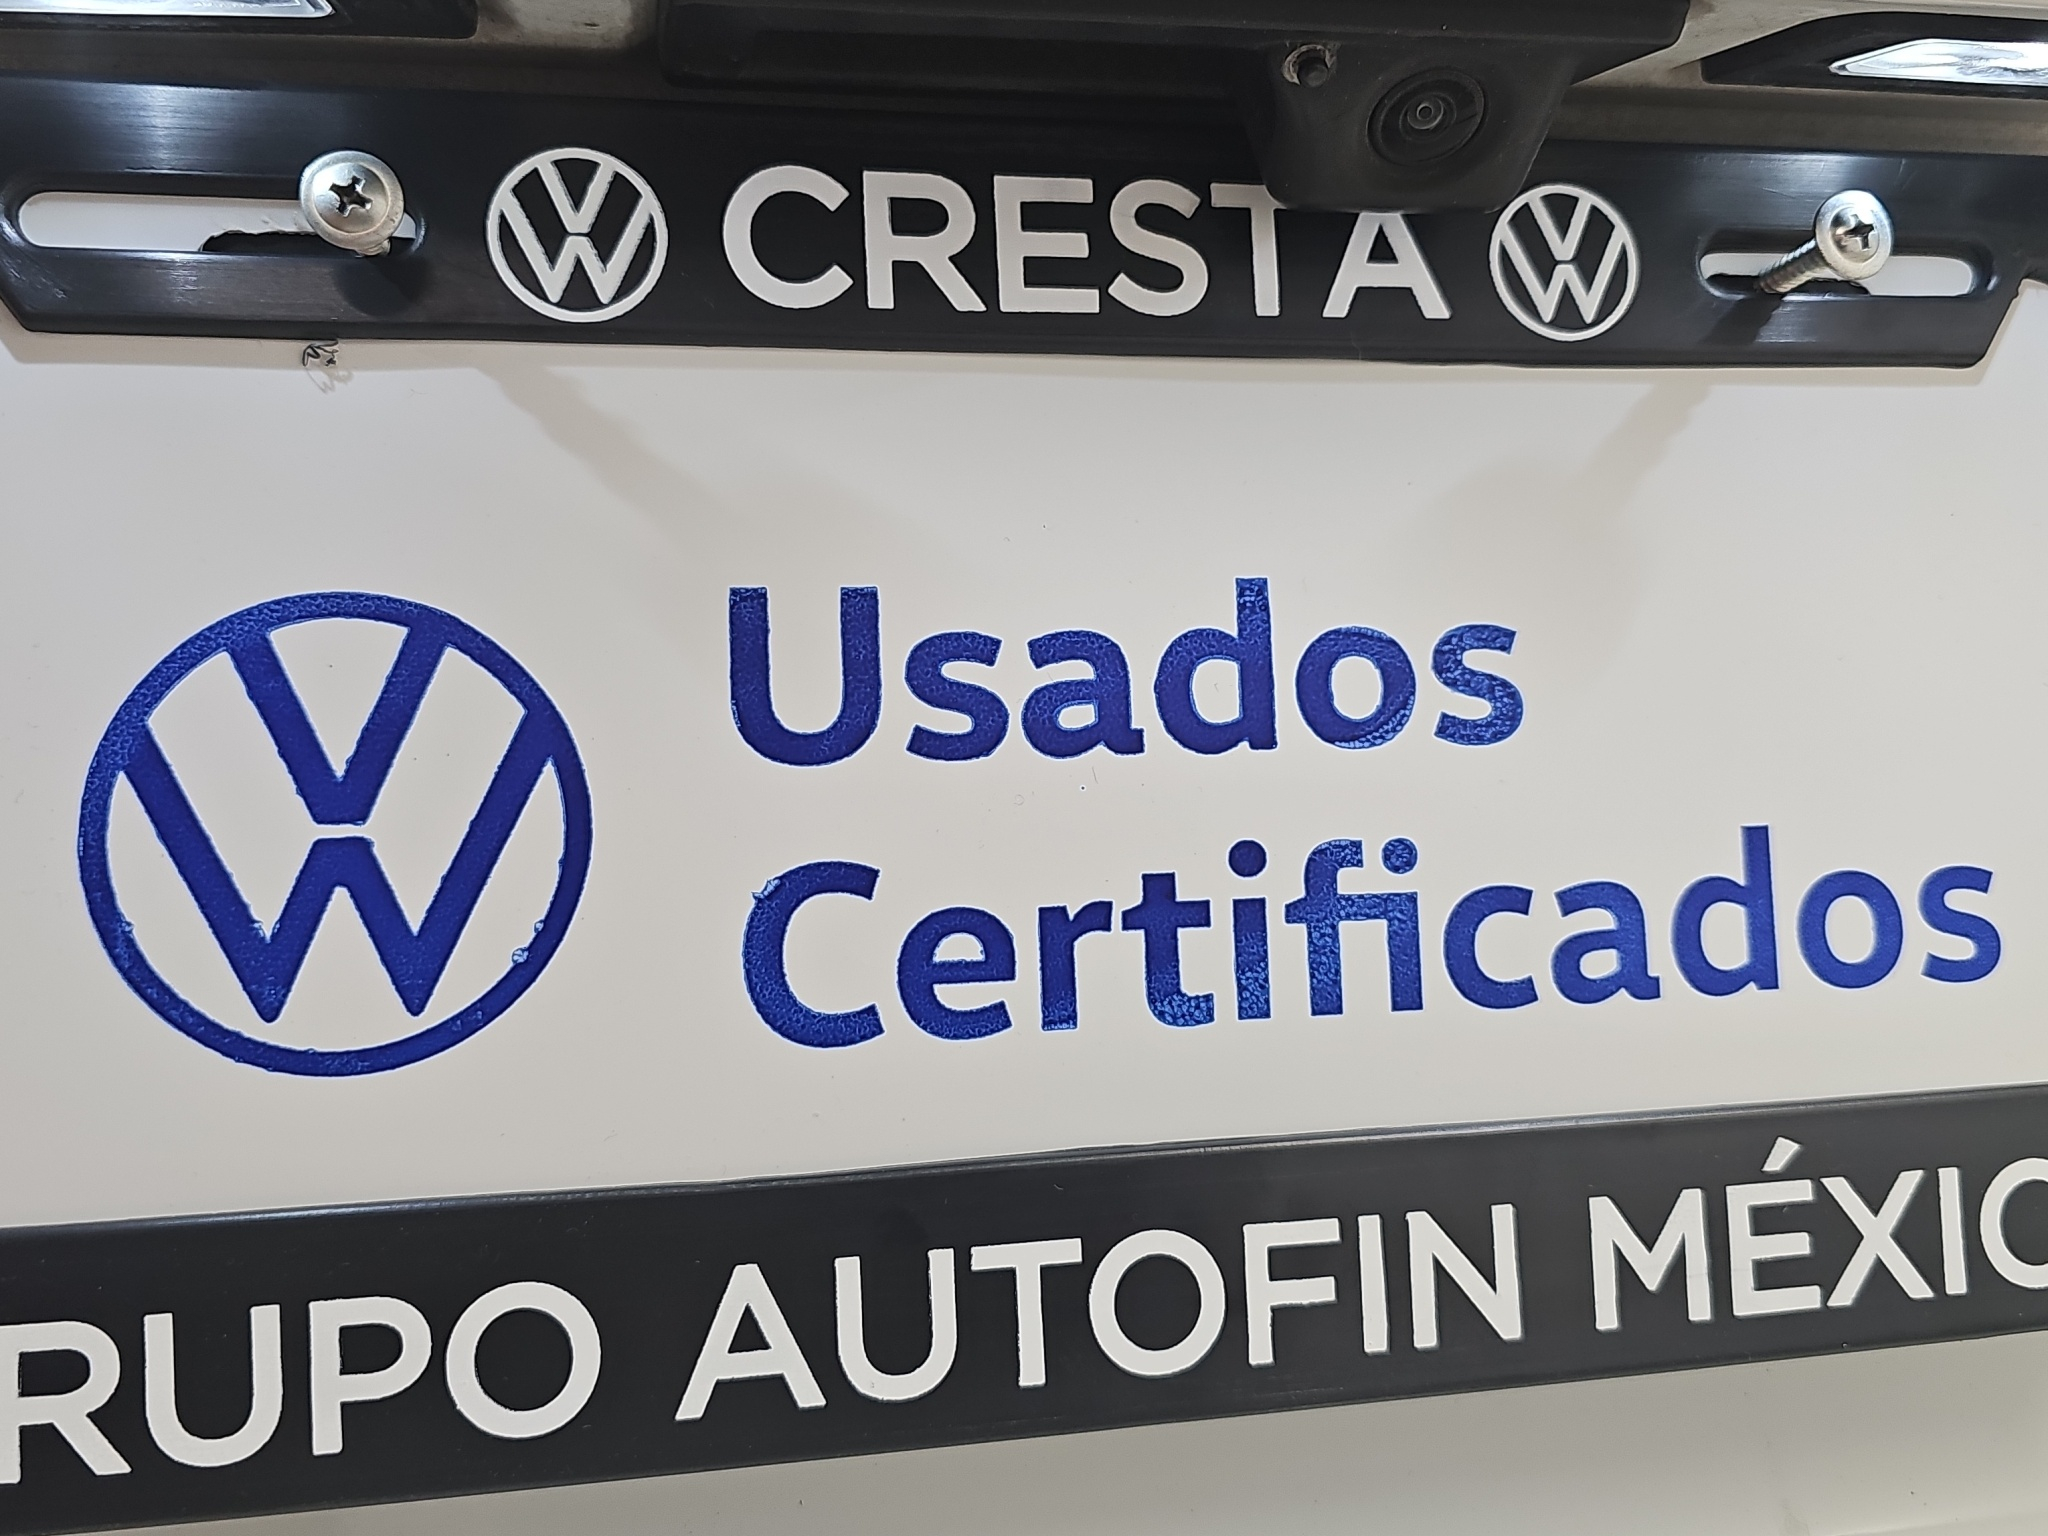 CRESTA
Usados
Certificados
RUPO AUTOFIN MÉXIC